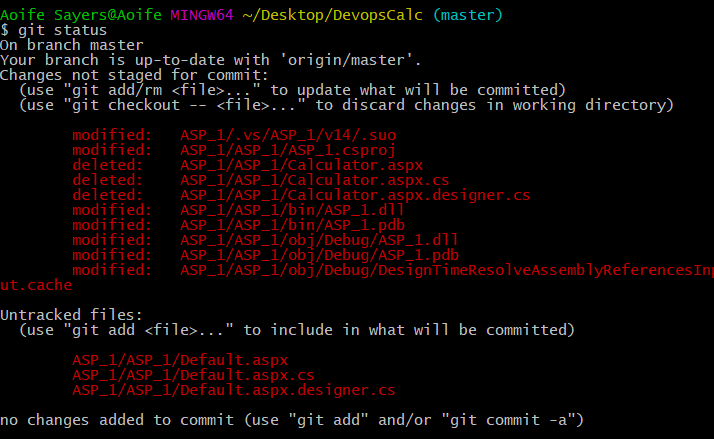 Aoife Sayers@Aoife MINGW64 ~/Desktop/DevopsCalc (master)
$ git status
On branch master
Your branch is up-to-date with 'origin/master'.
Changes not staged for commit:
  (use "git add/rm <file>..." to update what will be committed)
  (use "git checkout -- <file>..." to discard changes in working directory)

        modified:   ASP_1/.vs/ASP_1/v14/.suo
        modified:   ASP_1/ASP_1/ASP_1.csproj
        deleted:    ASP_1/ASP_1/Calculator.aspx
        deleted:    ASP_1/ASP_1/Calculator.aspx.cs
        deleted:    ASP_1/ASP_1/Calculator.aspx.designer.cs
        modified:   ASP_1/ASP_1/bin/ASP_1.dll
        modified:   ASP_1/ASP_1/bin/ASP_1.pdb
        modified:   ASP_1/ASP_1/obj/Debug/ASP_1.dll
        modified:   ASP_1/ASP_1/obj/Debug/ASP_1.pdb
        modified:   ASP_1/ASP_1/obj/Debug/DesignTimeResolveAssemblyReferencesInp
ut.cache

Untracked files:
  (use "git add <file>..." to include in what will be committed)

        ASP_1/ASP_1/Default.aspx
        ASP_1/ASP_1/Default.aspx.cs
        ASP_1/ASP_1/Default.aspx.designer.cs

no changes added to commit (use "git add" and/or "git commit -a")